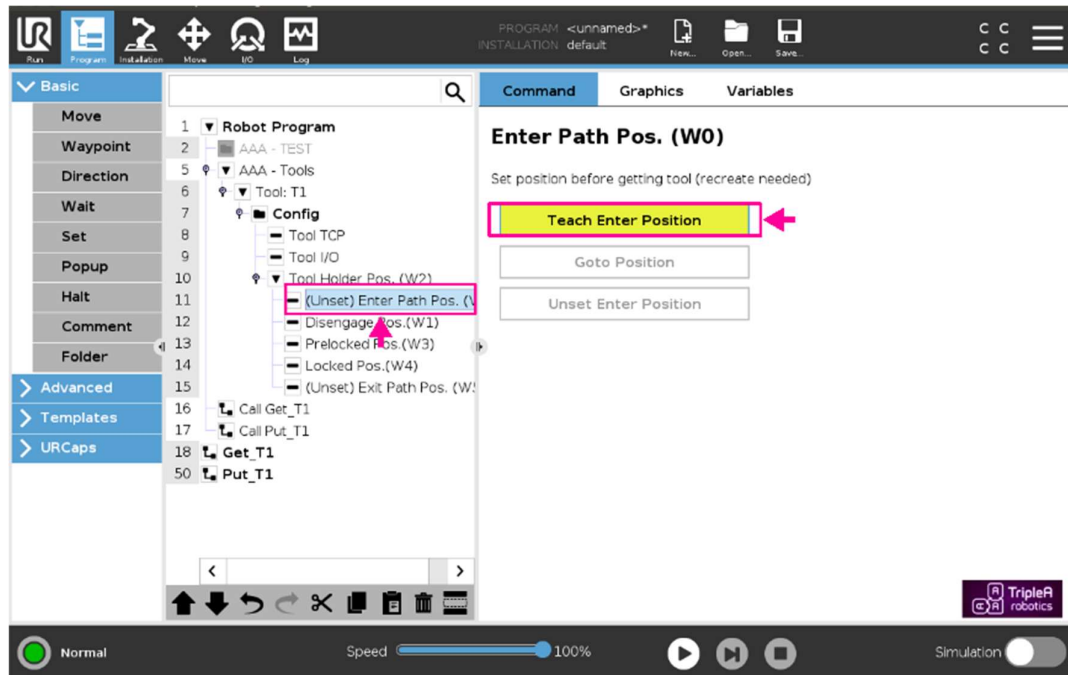 PROGRAM <unnamed>*
INSTALLATION default
Run
Program
Installation
Move
I/O
Log
New...
Open...
Save...
C C
C C
Basic
Move
Waypoint
Direction
Wait
Set
Popup
Halt
Comment
Folder
Advanced
Templates
URCaps
1 Robot Program
2 AAA - TEST
5 AAA - Tools
6 Tool: T1
7 Config
8 Tool TCP
9 Tool I/O
10 Tool Holder Pos. (W2)
11 (Unset) Enter Path Pos. (
12 Disengage Pos.(W1)
13 Prelocked Pos.(W3)
14 Locked Pos.(W4)
15 (Unset) Exit Path Pos. (W
16 Call Get_T1
17 Call Put_T1
18 Get_T1
50 Put_T1
Command
Graphics
Variables
Enter Path Pos. (W0)
Set position before getting tool (recreate needed)
Teach Enter Position
Goto Position
Unset Enter Position
TripleA
robotics
Normal
Speed
100%
Simulation